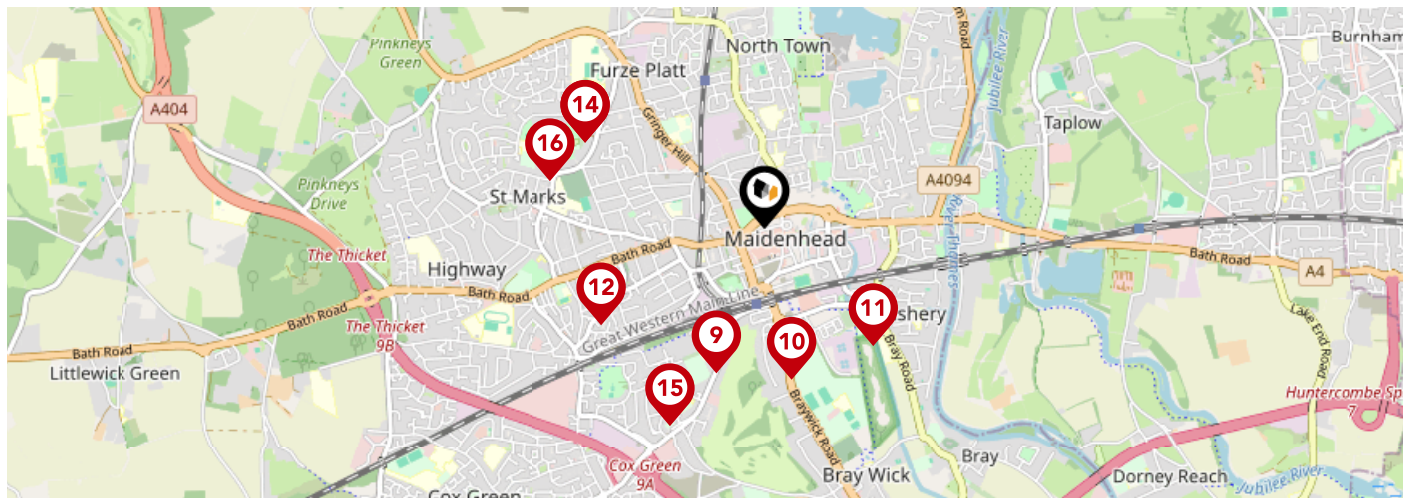 North Town
Burnham
Pinkneys
Green
Furze Platt
m Road
Jubilee River
A404
14
Taplow
16
Gringer Hill
Pinkneys
Drive
St Marks
A4094
River Thames
Maidenhead
Bath Road
The Thicket
Highway
Bath Road
A4
12
Bath Road
Bath Road
Great Western Main Line
11
shery
Lake End Road
The Thicket
9B
9
10
Bath Road
Littlewick Green
Bray Road
15
Huntercombe Sp
7
Braywick Road
Cox Green
9A
Bray Wick
Bray
Dorney Reach
Jubilee River
Cox Green